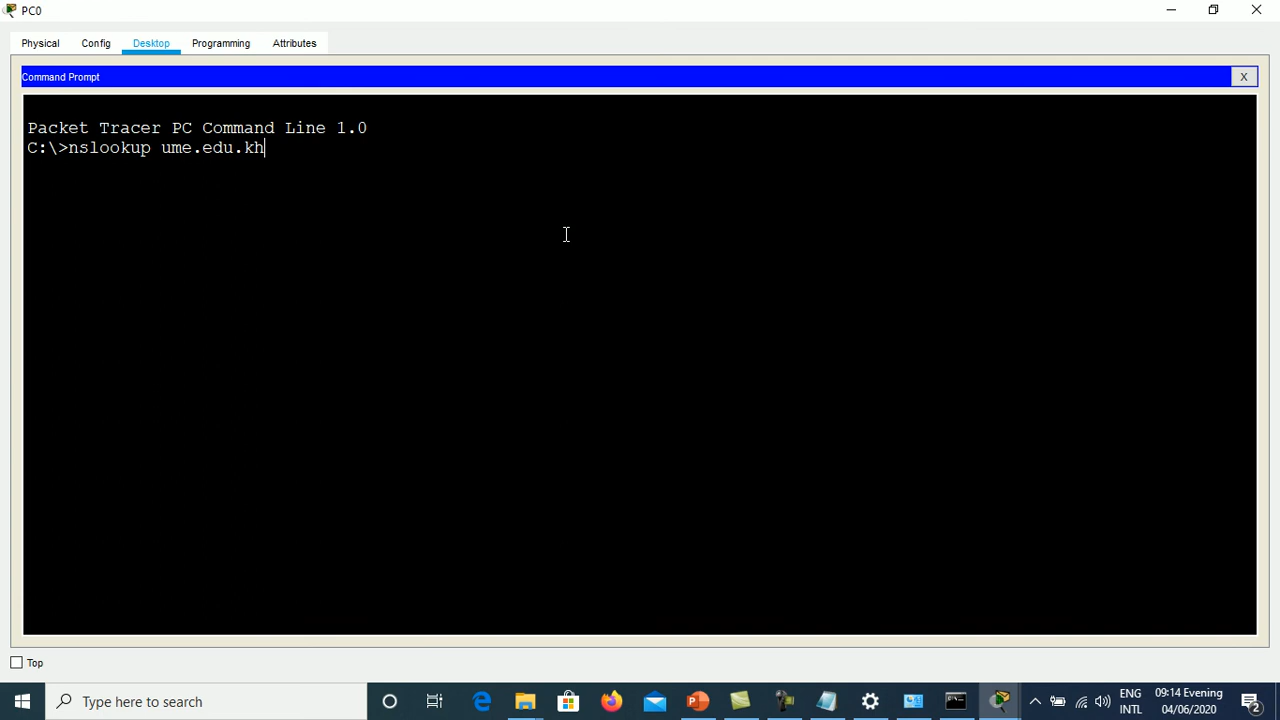 PC0
Physical Config Desktop Programming Attributes
Command Prompt X
Packet Tracer PC Command Line 1.0
C:\>nslookup ume.edu.kh
Top
Type here to search
ENG 09:14 Evening
INTL 04/06/2020
2